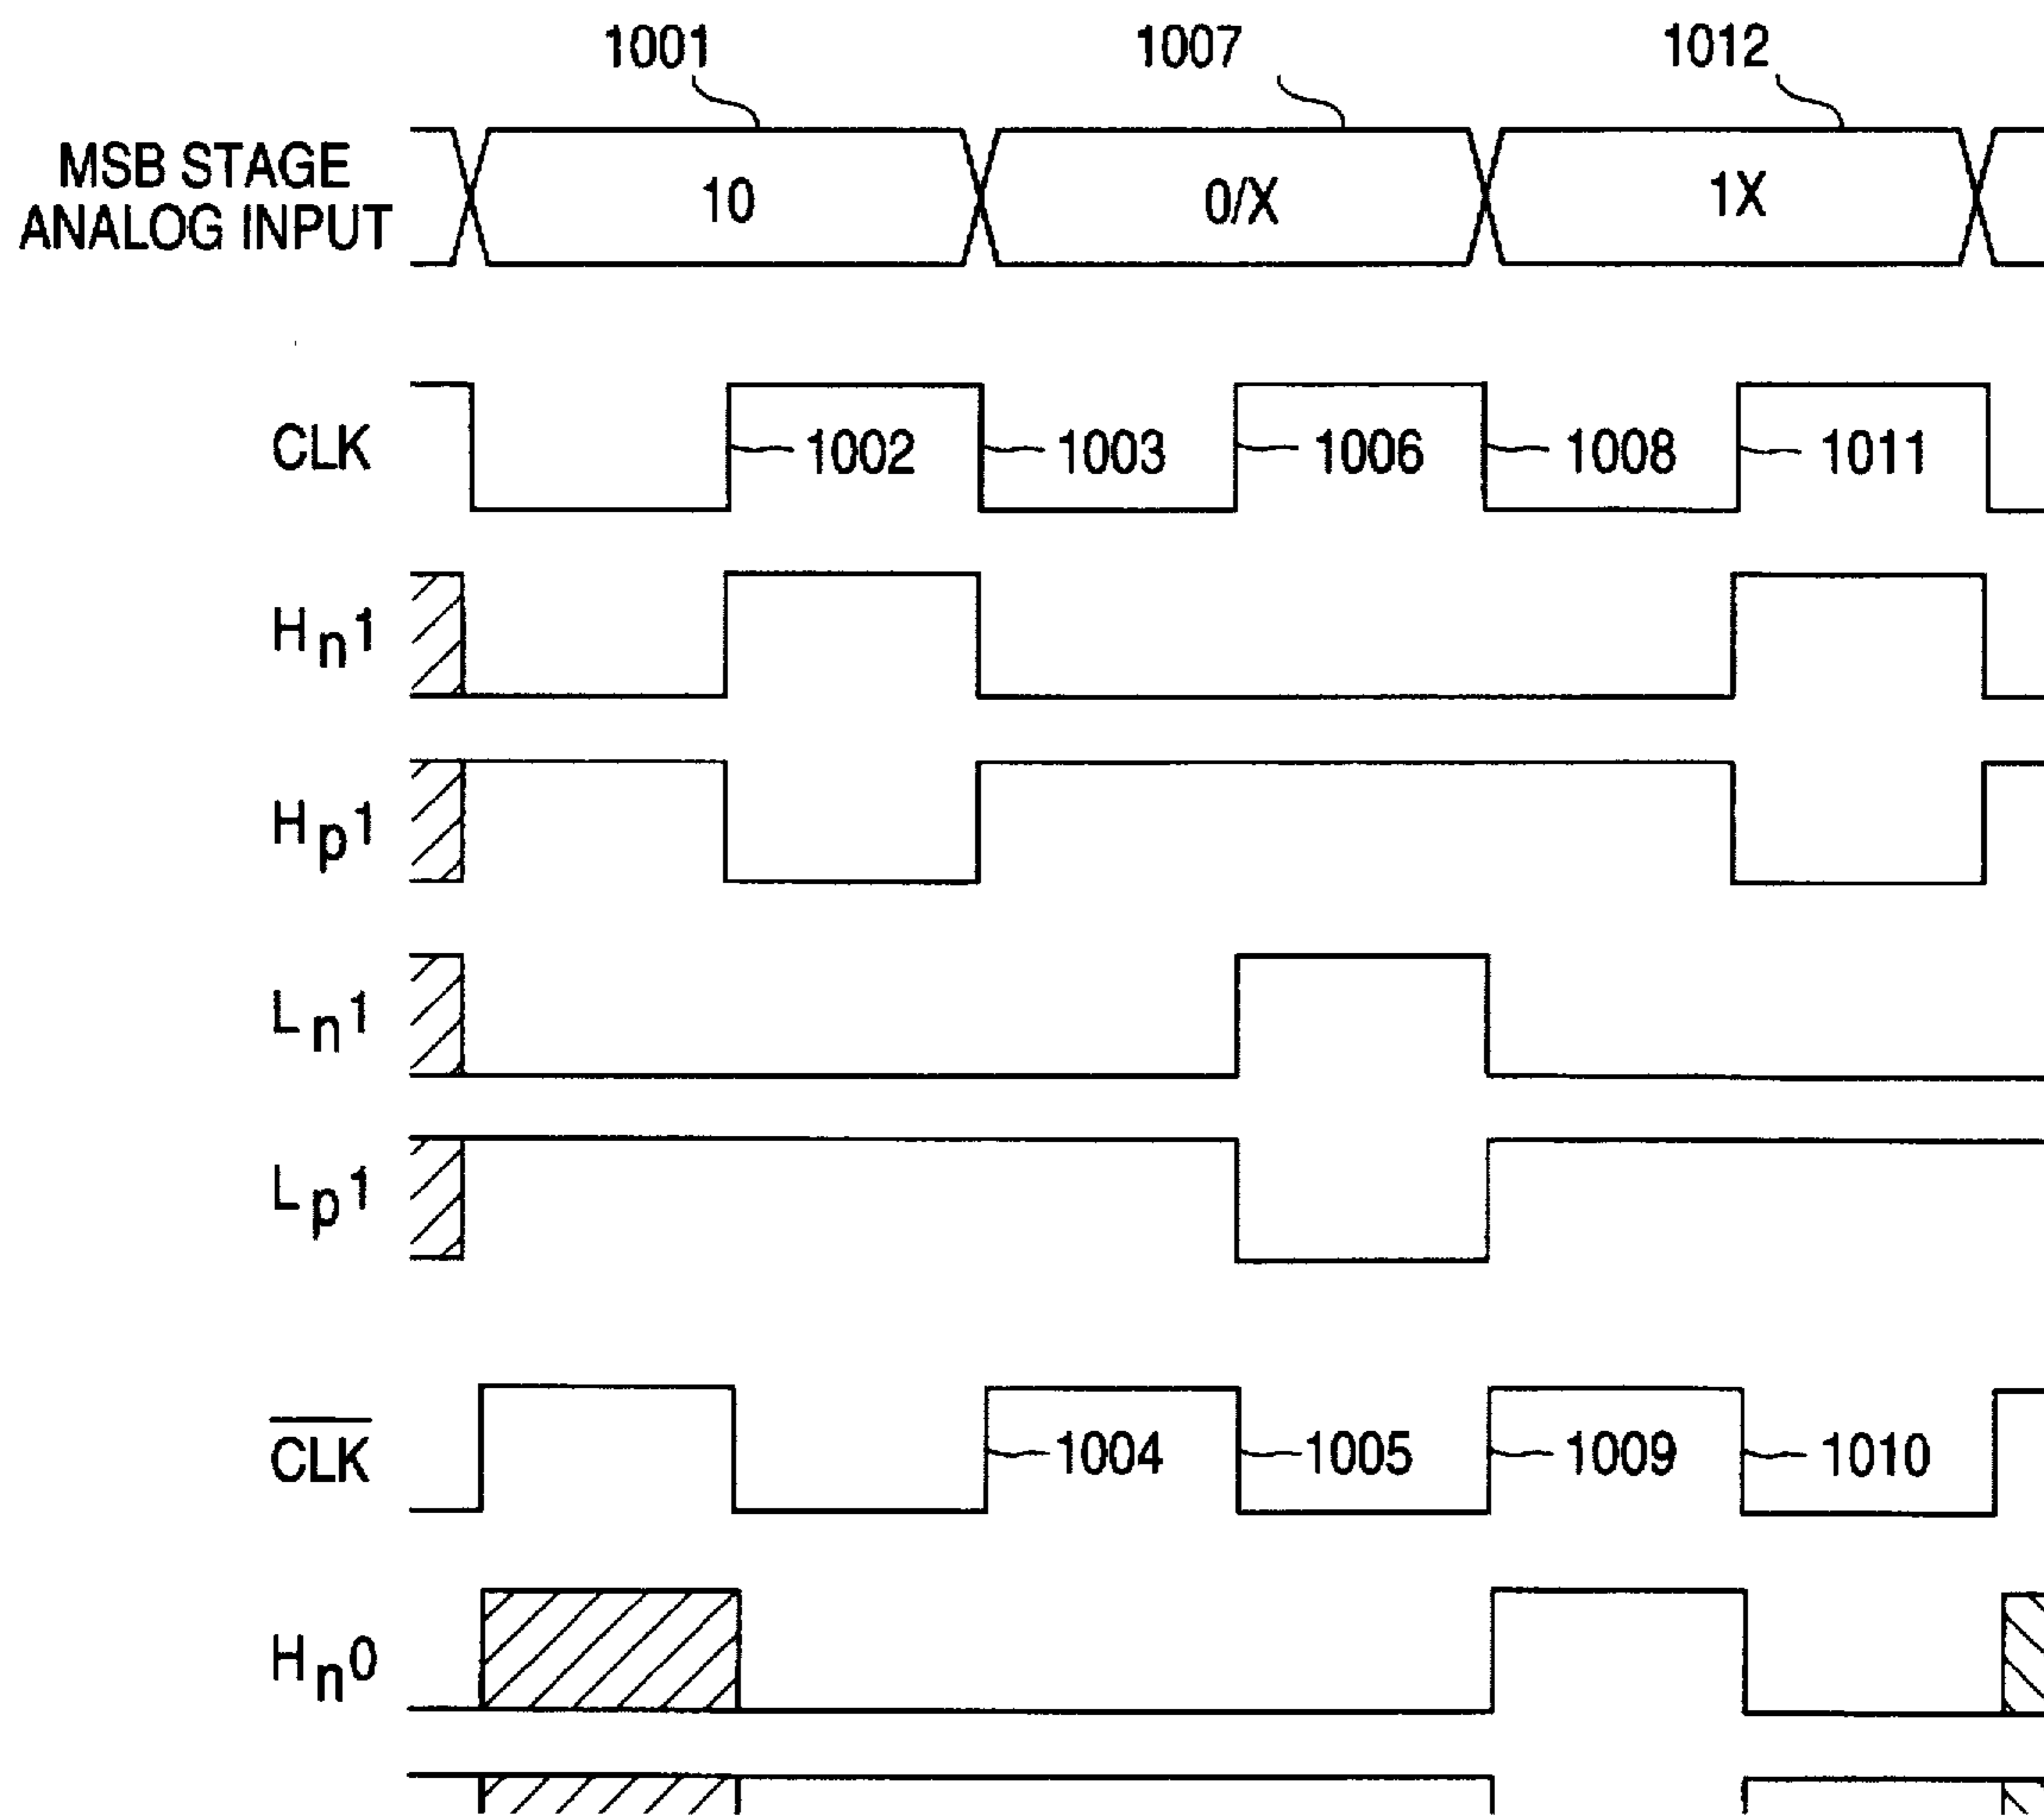 1001 1007 1012
MSB STAGE
ANALOG INPUT
10 0/X 1X
CLK 1002 1003 1006 1008 1011
Hn1
Hp1
Ln1
Lp1
CLK 1004 1005 1009 1010
Hn0